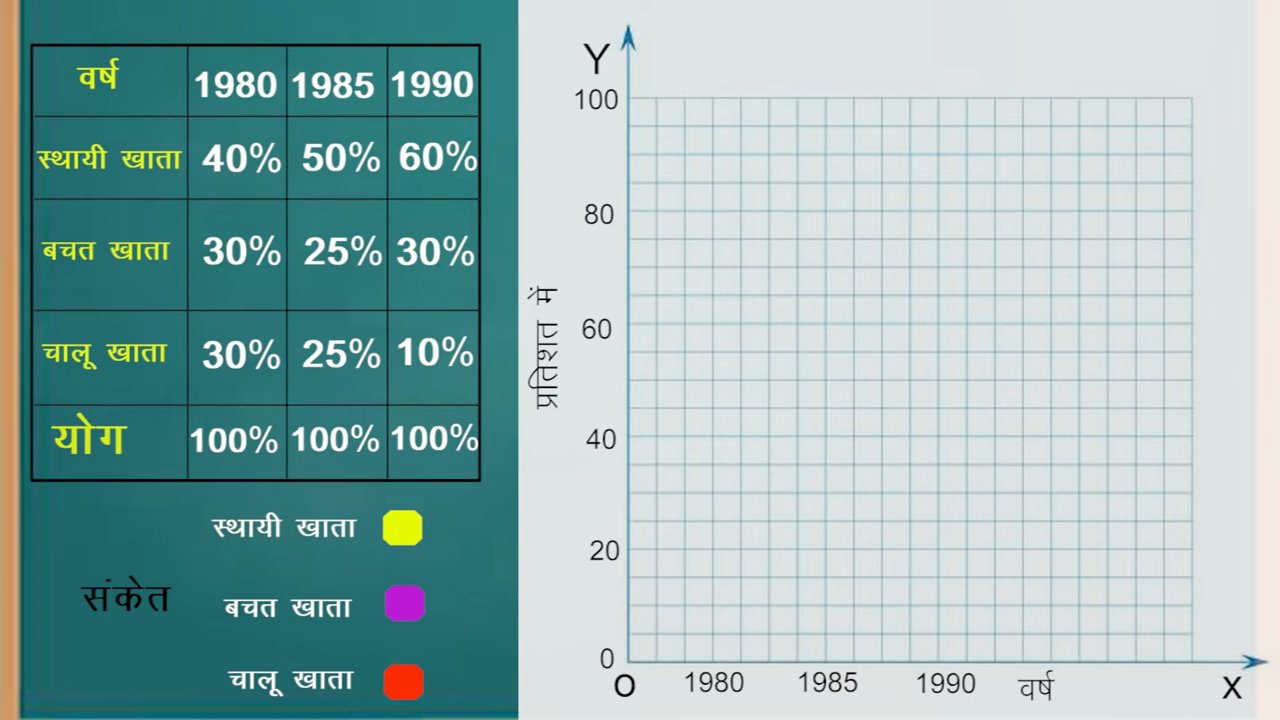 वर्ष 1980 1985 1990
स्थायी खाता 40% 50% 60%
बचत खाता 30% 25% 30%
चालू खाता 30% 25% 10%
योग 100% 100% 100%
स्थायी खाता
संकेत
बचत खाता
चालू खाता
Y
100
80
60
40
20
0
प्रतिशत में
O 1980 1985 1990 वर्ष X